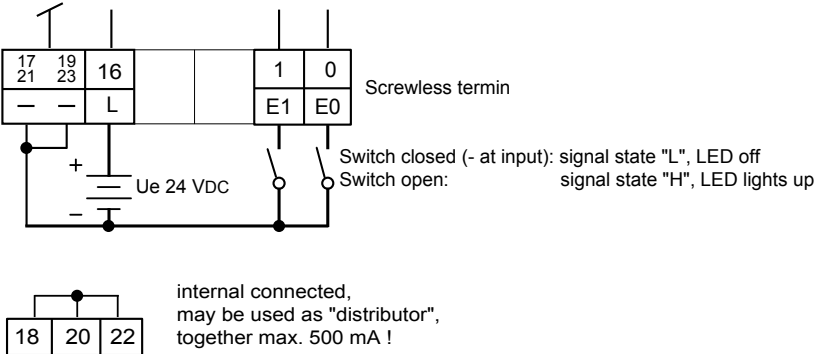 17 19 16 1 0
21 23
— — L E1 E0
Screwless termin
+
Ue 24 VDC
–
Switch closed (- at input): signal state "L", LED off
Switch open: signal state "H", LED lights up
internal connected,
may be used as "distributor",
together max. 500 mA !
18 20 22